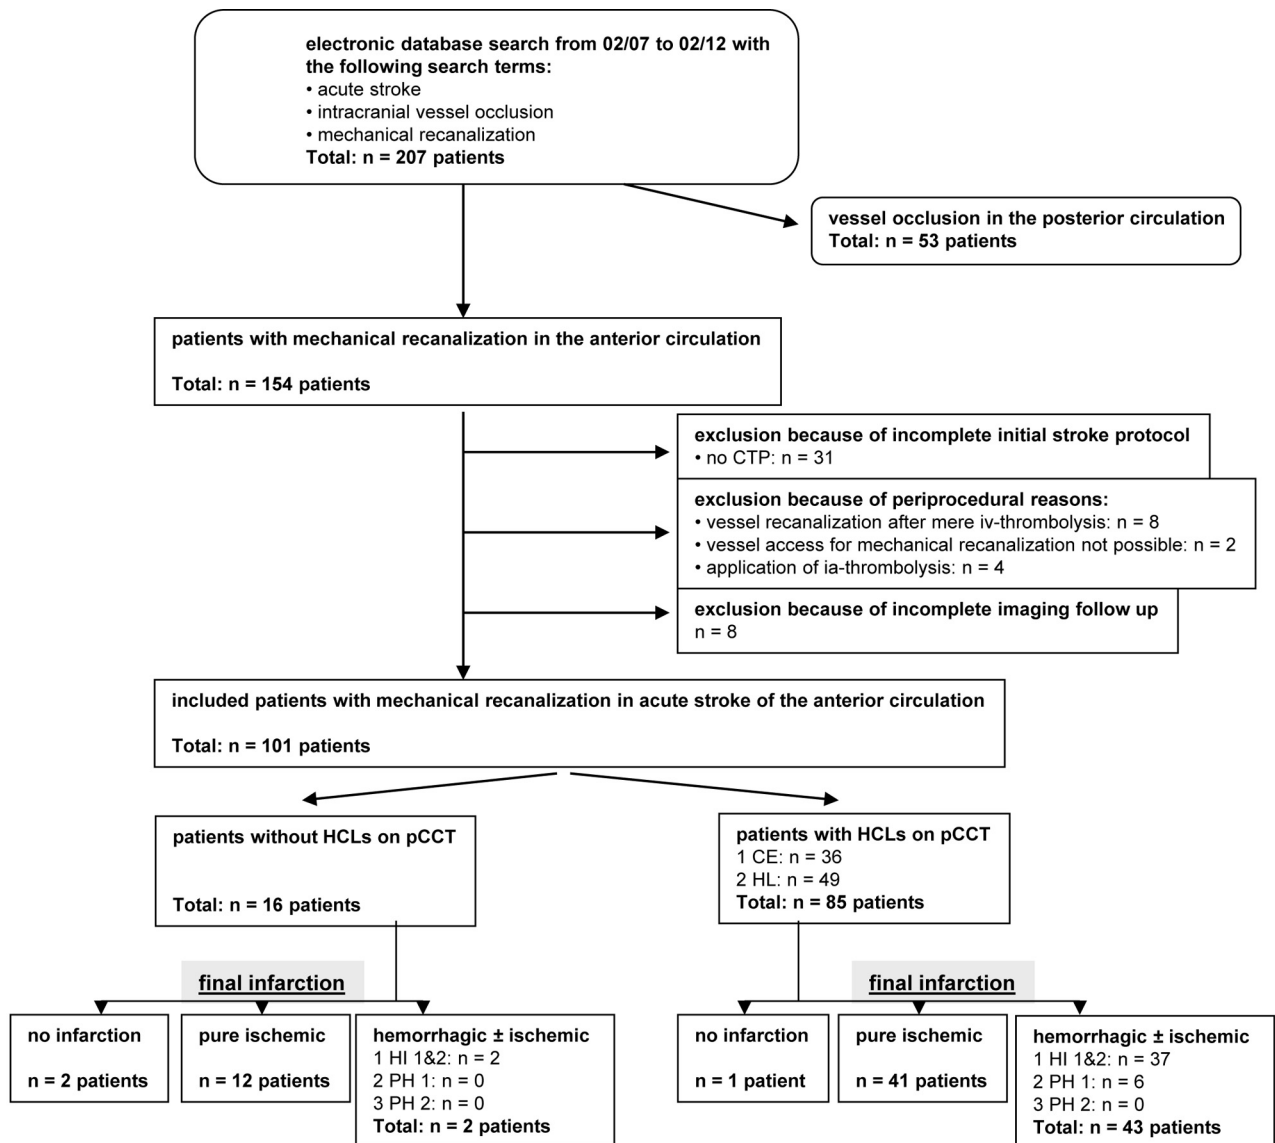 electronic database search from 02/07 to 02/12 with
the following search terms:
• acute stroke
• intracranial vessel occlusion
• mechanical recanalization
Total: n = 207 patients
vessel occlusion in the posterior circulation
Total: n = 53 patients
patients with mechanical recanalization in the anterior circulation
Total: n = 154 patients
exclusion because of incomplete initial stroke protocol
• no CTP: n = 31
exclusion because of periprocedural reasons:
• vessel recanalization after mere iv-thrombolysis: n = 8
• vessel access for mechanical recanalization not possible: n = 2
• application of ia-thrombolysis: n = 4
exclusion because of incomplete imaging follow up
n = 8
included patients with mechanical recanalization in acute stroke of the anterior circulation
Total: n = 101 patients
patients without HCLs on pCCT
Total: n = 16 patients
patients with HCLs on pCCT
1 CE: n = 36
2 HL: n = 49
Total: n = 85 patients
final infarction
no infarction
n = 2 patients
pure ischemic
n = 12 patients
hemorrhagic ± ischemic
1 HI 1&2: n = 2
2 PH 1: n = 0
3 PH 2: n = 0
Total: n = 2 patients
final infarction
no infarction
n = 1 patient
pure ischemic
n = 41 patients
hemorrhagic ± ischemic
1 HI 1&2: n = 37
2 PH 1: n = 6
3 PH 2: n = 0
Total: n = 43 patients